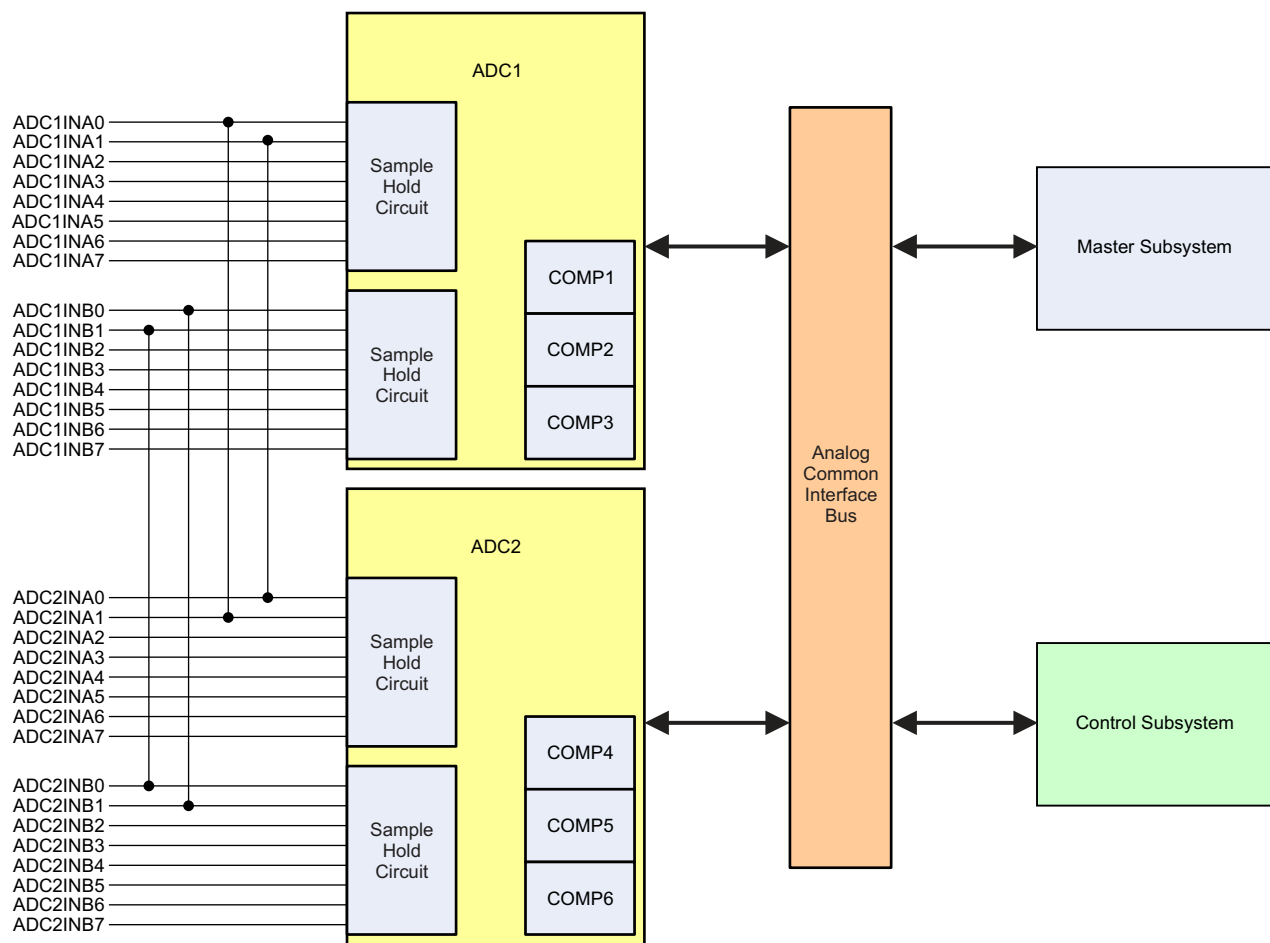 ADC1
ADC1INA0
ADC1INA1
ADC1INA2
ADC1INA3
ADC1INA4
ADC1INA5
ADC1INA6
ADC1INA7
Sample
Hold
Circuit
ADC1INB0
ADC1INB1
ADC1INB2
ADC1INB3
ADC1INB4
ADC1INB5
ADC1INB6
ADC1INB7
Sample
Hold
Circuit
COMP1
COMP2
COMP3
ADC2
ADC2INA0
ADC2INA1
ADC2INA2
ADC2INA3
ADC2INA4
ADC2INA5
ADC2INA6
ADC2INA7
Sample
Hold
Circuit
ADC2INB0
ADC2INB1
ADC2INB2
ADC2INB3
ADC2INB4
ADC2INB5
ADC2INB6
ADC2INB7
Sample
Hold
Circuit
COMP4
COMP5
COMP6
Analog
Common
Interface
Bus
Master Subsystem
Control Subsystem